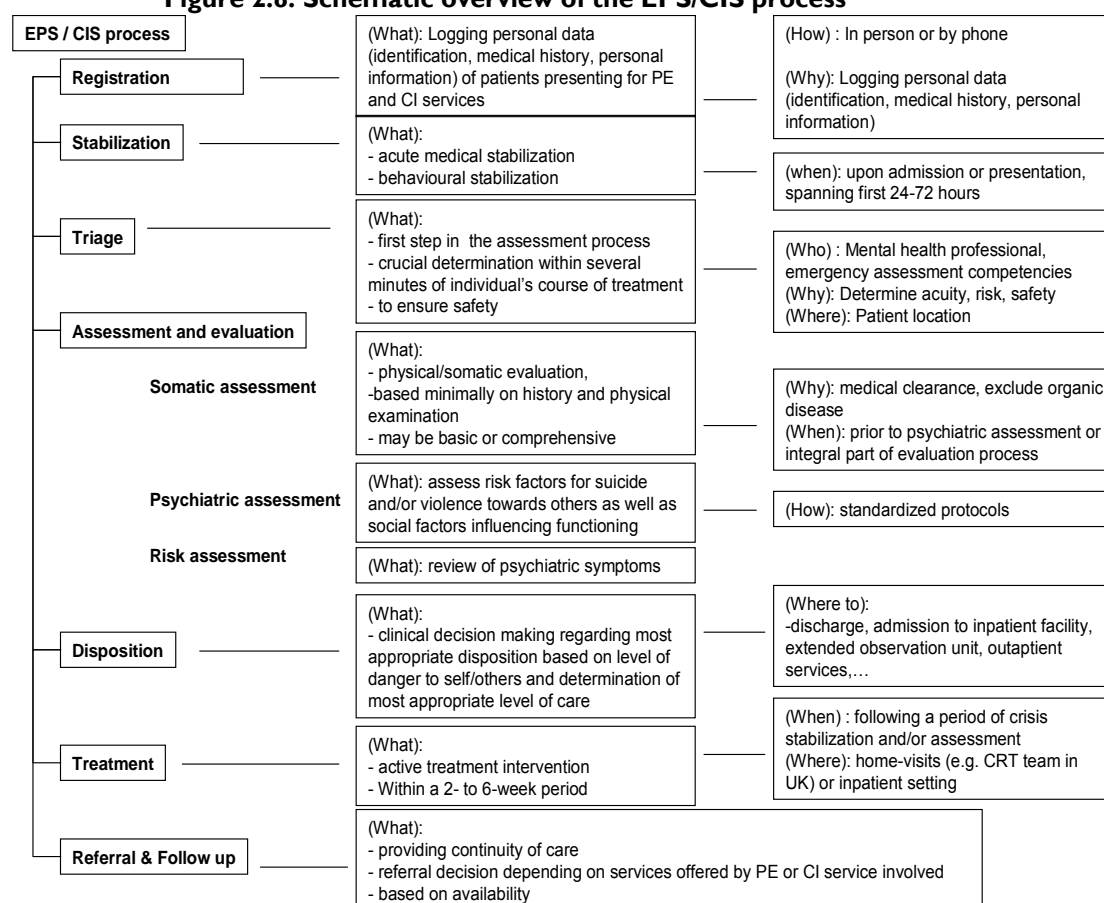 Figure 2.8: Schematic overview of the EPS/CIS process
EPS / CIS process
Registration
(What): Logging personal data
(identification, medical history, personal
information) of patients presenting for PE
and CI services
(How) : In person or by phone
(Why): Logging personal data
(identification, medical history, personal
information)
Stabilization
(What):
- acute medical stabilization
- behavioural stabilization
(when): upon admission or presentation,
spanning first 24-72 hours
Triage
(What):
- first step in the assessment process
- crucial determination within several
minutes of individual's course of treatment
- to ensure safety
(Who) : Mental health professional,
emergency assessment competencies
(Why): Determine acuity, risk, safety
(Where): Patient location
Assessment and evaluation
Somatic assessment
(What):
- physical/somatic evaluation,
-based minimally on history and physical
examination
- may be basic or comprehensive
(Why): medical clearance, exclude organic
disease
(When): prior to psychiatric assessment or
integral part of evaluation process
Psychiatric assessment
(What): assess risk factors for suicide
and/or violence towards others as well as
social factors influencing functioning
(How): standardized protocols
Risk assessment
(What): review of psychiatric symptoms
Disposition
(What):
- clinical decision making regarding most
appropriate disposition based on level of
danger to self/others and determination of
most appropriate level of care
(Where to):
-discharge, admission to inpatient facility,
extended observation unit, outaptient
services,…
Treatment
(What):
- active treatment intervention
- Within a 2- to 6-week period
(When) : following a period of crisis
stabilization and/or assessment
(Where): home-visits (e.g. CRT team in
UK) or inpatient setting
Referral & Follow up
(What):
- providing continuity of care
- referral decision depending on services offered by PE or CI service involved
- based on availability